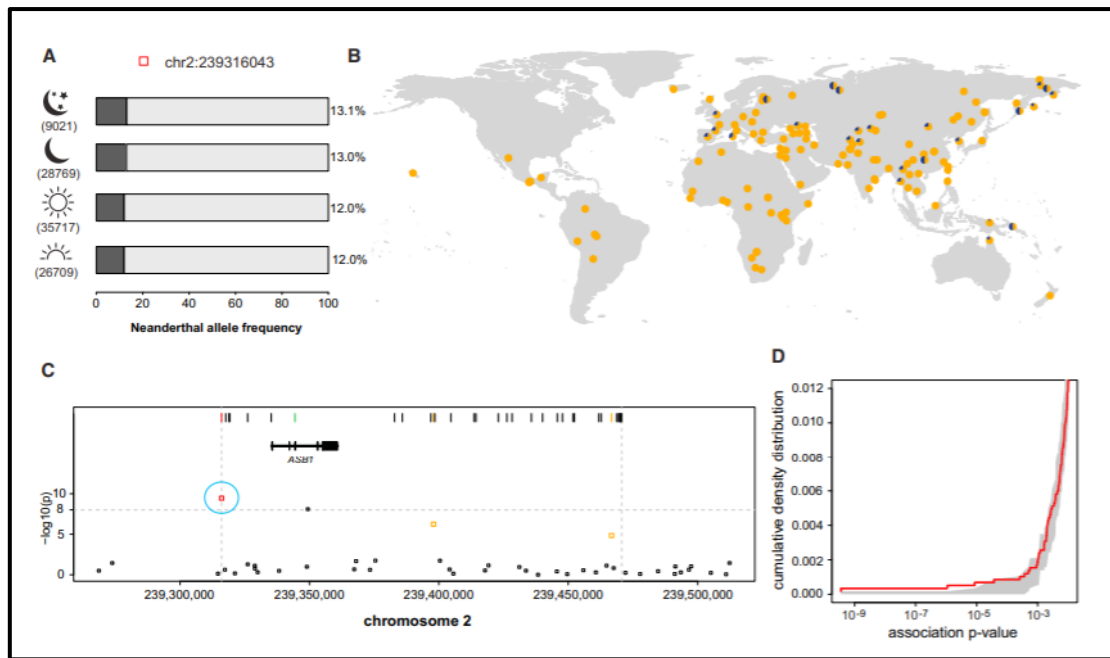 A
chr2:239316043
B
13.1%
(9021)
13.0%
(28769)
12.0%
(35717)
12.0%
(26709)
0 20 40 60 80 100
Neanderthal allele frequency
C
ASB1
10
8
5
0
−log10(p)
239,300,000 239,350,000 239,400,000 239,450,000 239,500,000
chromosome 2
D
0.012
0.010
0.008
0.006
0.004
0.002
0.000
cumulative density distribution
10-9 10-7 10-5 10-3
association p-value